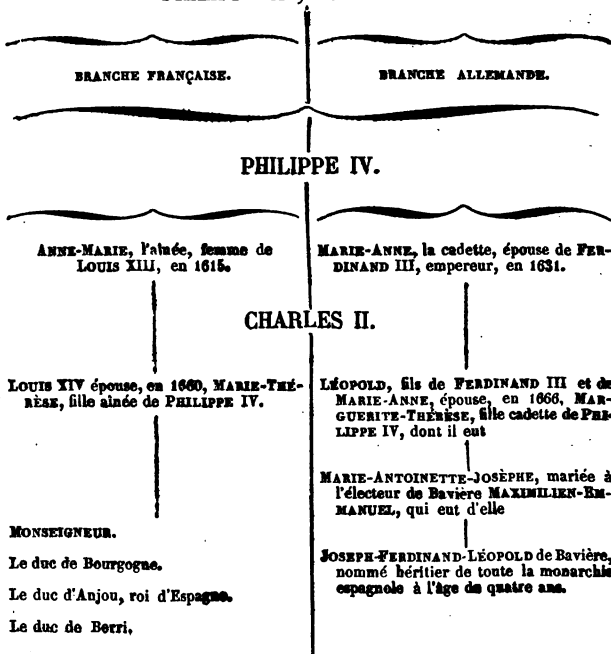 BRANCHE FRANÇAISE.
BRANCHE ALLEMANDE.
PHILIPPE IV.
ANNE-MARIE, l'aînée, femme de
LOUIS XIII, en 1615.
MARIE-ANNE, la cadette, épouse de FER-
DINAND III, empereur, en 1631.
CHARLES II.
LOUIS XIV épouse, en 1660, MARIE-THÉ-
RÈSE, fille aînée de PHILIPPE IV.
LÉOPOLD, fils de FERDINAND III et de
MARIE-ANNE, épouse, en 1666, MAR-
GUERITE-THÉRÈSE, fille cadette de PHI-
LIPPE IV, dont il eut
MARIE-ANTOINETTE-JOSÈPHE, mariée à
l'électeur de Bavière MAXIMILIEN-EM-
MANUEL, qui eut d'elle
MONSEIGNEUR.
Le duc de Bourgogne.
Le duc d'Anjou, roi d'Espagne.
Le duc de Berri,
JOSEPH-FERDINAND-LÉOPOLD de Bavière,
nommé héritier de toute la monarchie
espagnole à l'âge de quatre ans.